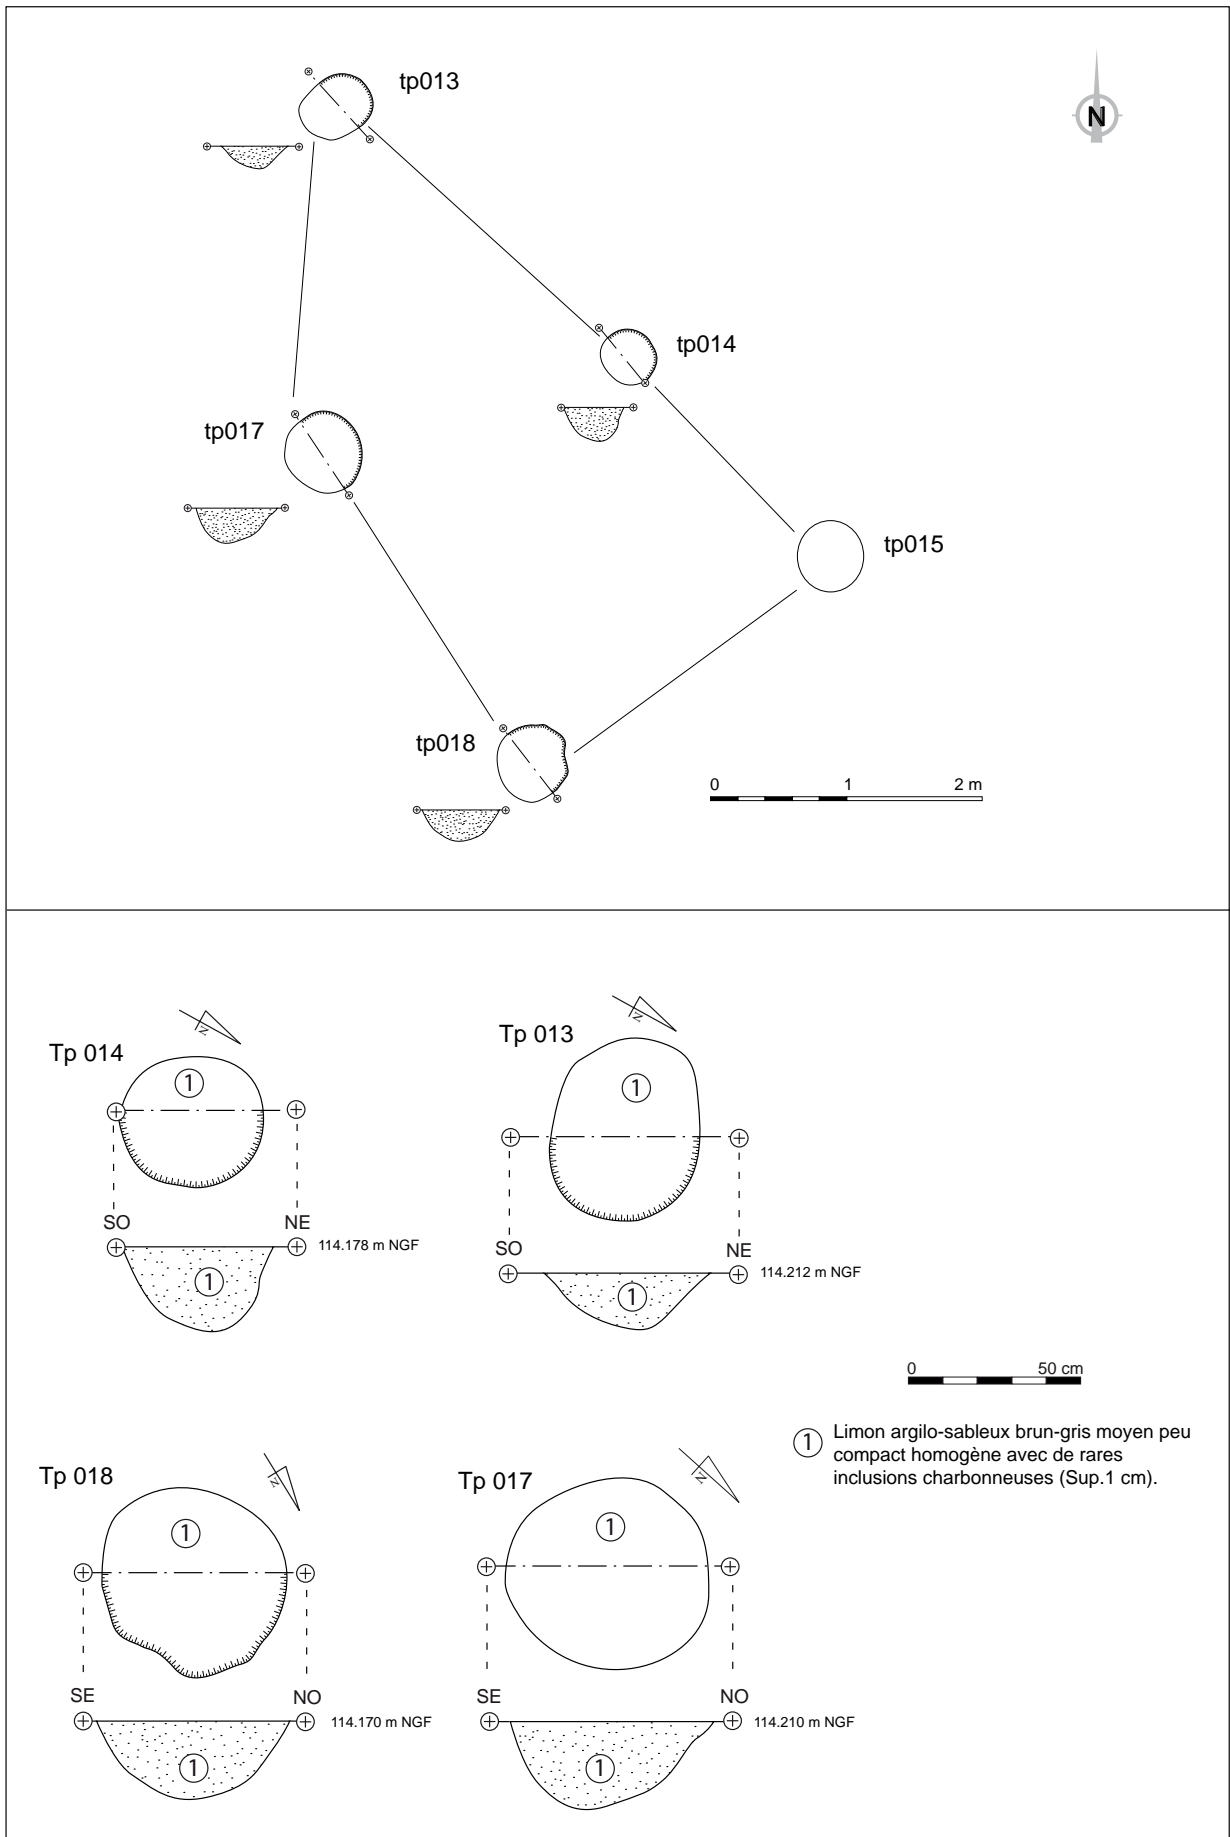 tp013
N
tp014
tp017
tp015
tp018
0 1 2 m
N
N
Tp 014
Tp 013
1
1
SO NE
114.178 m NGF
1
SO NE
114.212 m NGF
1
0 50 cm
1 Limon argilo-sableux brun-gris moyen peu
compact homogène avec de rares
inclusions charbonneuses (Sup.1 cm).
N
N
Tp 018
Tp 017
1
1
SE NO
114.170 m NGF
1
SE NO
114.210 m NGF
1